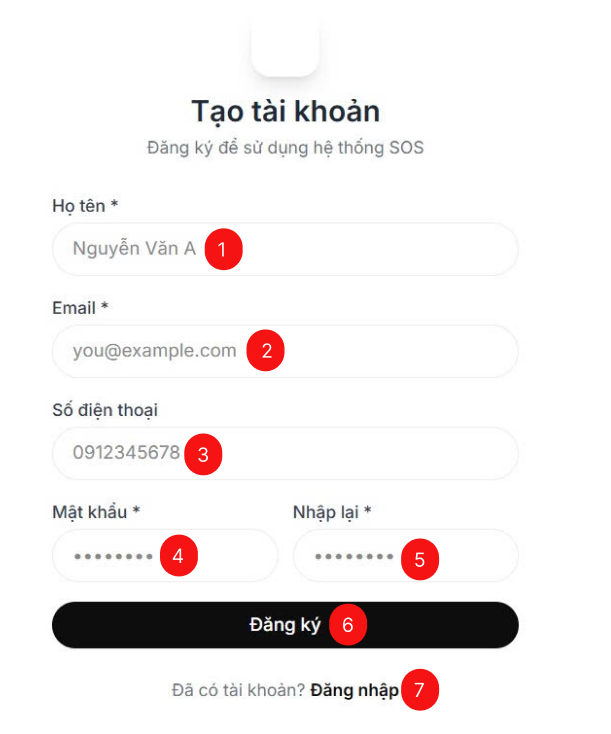 Tạo tài khoản
Đăng ký để sử dụng hệ thống SOS
Họ tên *
Nguyễn Văn A 1
Email *
you@example.com 2
Số điện thoại
0912345678 3
Mật khẩu * Nhập lại *
•••••••• 4 •••••••• 5
Đăng ký 6
Đã có tài khoản? Đăng nhập 7